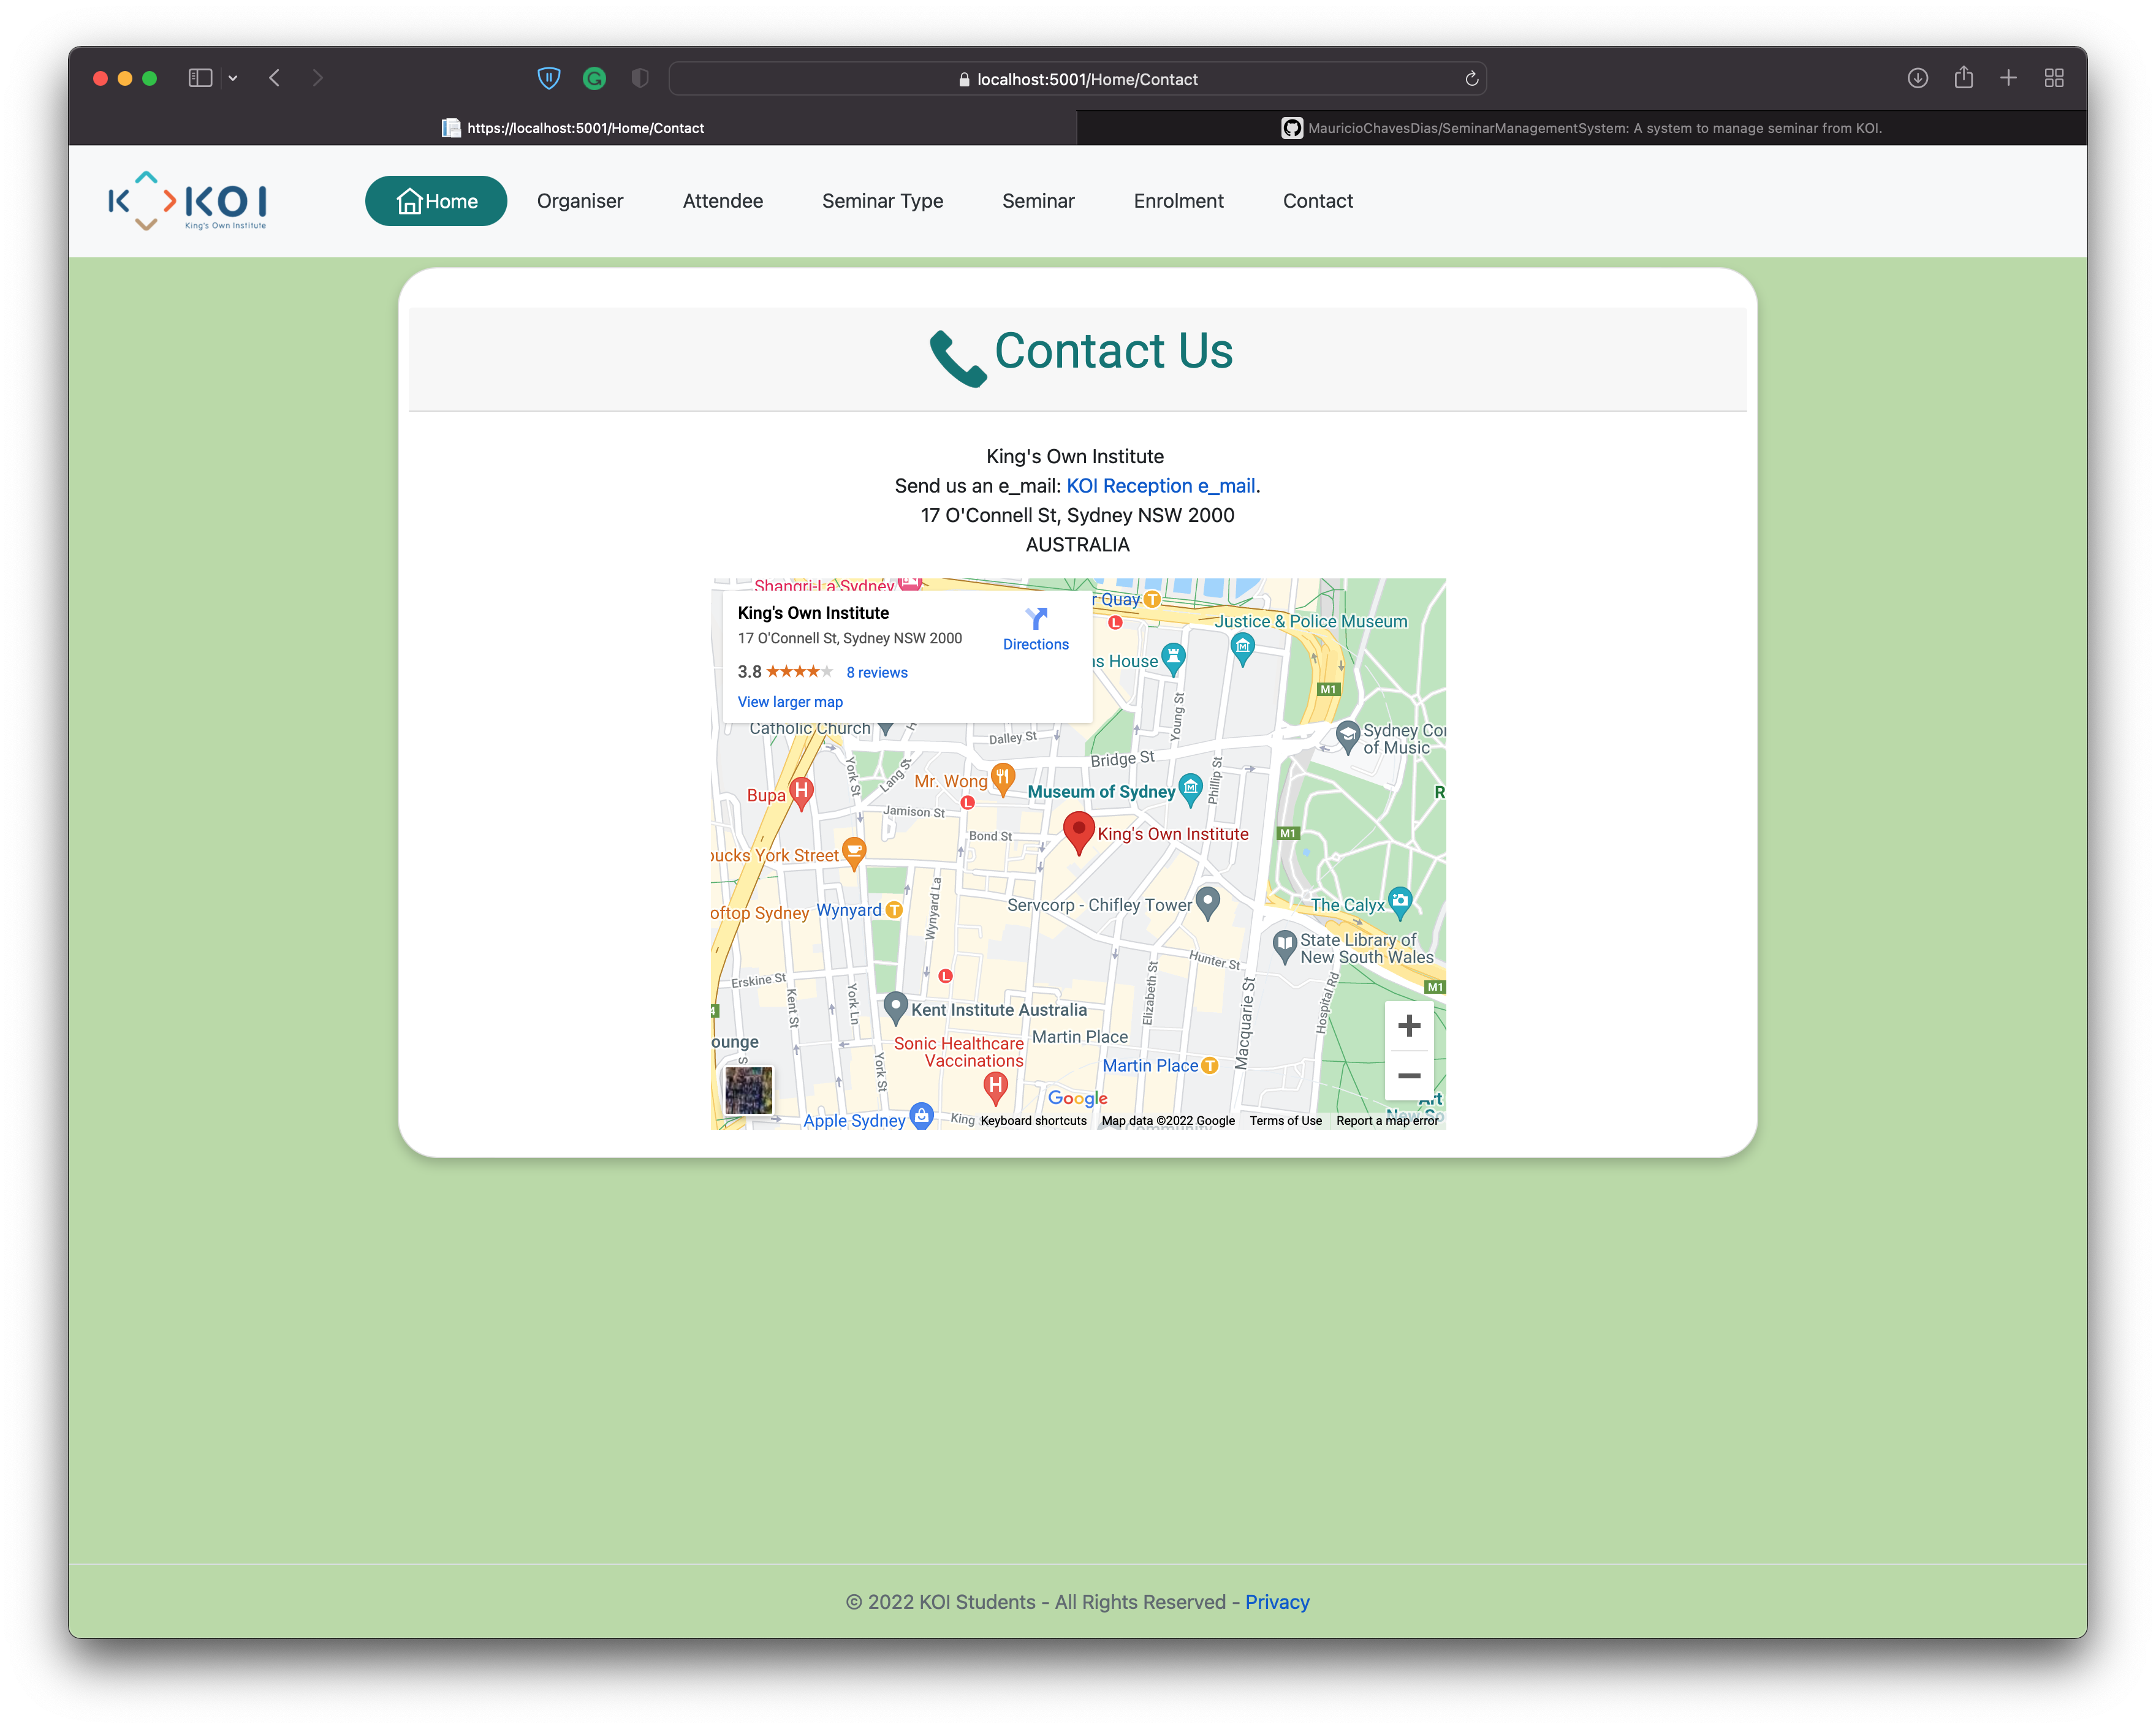 localhost:5001/Home/Contact
https://localhost:5001/Home/Contact
MauricioChavesDias/SeminarManagementSystem: A system to manage seminar from KOI.
K KOI
King's Own Institute
Home Organiser Attendee Seminar Type Seminar Enrolment Contact
Contact Us
King's Own Institute
Send us an e_mail: KOI Reception e_mail.
17 O'Connell St, Sydney NSW 2000
AUSTRALIA
Shangri-La Sydney
King's Own Institute
17 O'Connell St, Sydney NSW 2000
Directions
3.8 8 reviews
View larger map
r Quay T
L
Justice & Police Museum
ns House
M1
Catholic Church
Young St
Dalley St
Bridge St
Sydney Co
of Music
York St
Lang St
Mr. Wong
Museum of Sydney
Phillip St
Bupa H
L
Jamison St
Bond St
King's Own Institute
M1
R
bucks York Street
Wynyard La
Servcorp - Chifley Tower
The Calyx
oftop Sydney
Wynyard T
State Library of
New South Wales
Hunter St
Erskine St
Kent St
York Ln
L
Elizabeth St
Macquarie St
Hospital Rd
M1
Kent Institute Australia
Martin Place
ounge
Sonic Healthcare
Vaccinations
H
York St
Martin Place T
Apple Sydney
King
Google
Art
New So
Keyboard shortcuts Map data ©2022 Google Terms of Use Report a map error
© 2022 KOI Students - All Rights Reserved - Privacy